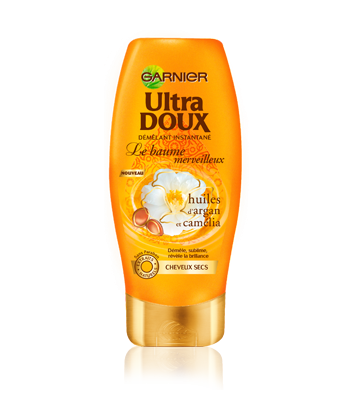 GARNIER
Ultra
DOUX
DÉMÊLANT INSTANTANÉ
Le baume
merveilleux
NOUVEAU
huiles
d'argan
et camélia
Démêle, sublime,
révèle la brillance
CHEVEUX SECS